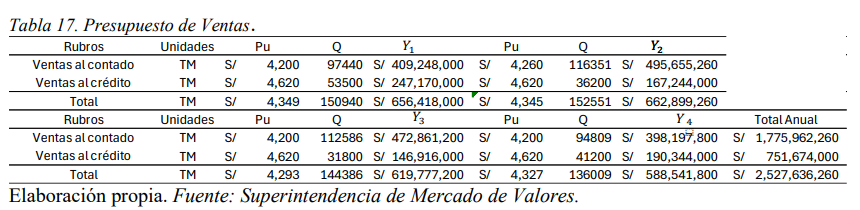 Tabla 17. Presupuesto de Ventas.
Rubros Unidades Pu Q Y1 Pu Q Y2
Ventas al contado TM S/ 4,200 97440 S/ 409,248,000 S/ 4,260 116351 S/ 495,655,260
Ventas al crédito TM S/ 4,620 53500 S/ 247,170,000 S/ 4,620 36200 S/ 167,244,000
Total TM S/ 4,349 150940 S/ 656,418,000 S/ 4,345 152551 S/ 662,899,260
Rubros Unidades Pu Q Y3 Pu Q Y4 Total Anual
Ventas al contado TM S/ 4,200 112586 S/ 472,861,200 S/ 4,200 94809 S/ 398,197,800 S/ 1,775,962,260
Ventas al crédito TM S/ 4,620 31800 S/ 146,916,000 S/ 4,620 41200 S/ 190,344,000 S/ 751,674,000
Total TM S/ 4,293 144386 S/ 619,777,200 S/ 4,327 136009 S/ 588,541,800 S/ 2,527,636,260
Elaboración propia. Fuente: Superintendencia de Mercado de Valores.